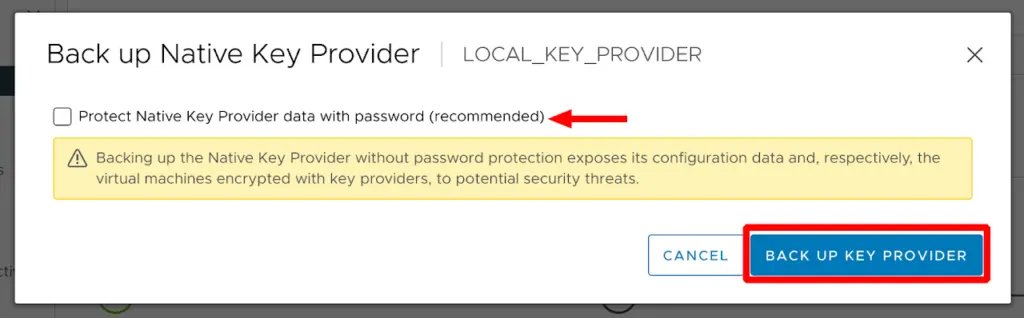 Back up Native Key Provider LOCAL_KEY_PROVIDER
Protect Native Key Provider data with password (recommended)
Backing up the Native Key Provider without password protection exposes its configuration data and, respectively, the
virtual machines encrypted with key providers, to potential security threats.
CANCEL BACK UP KEY PROVIDER